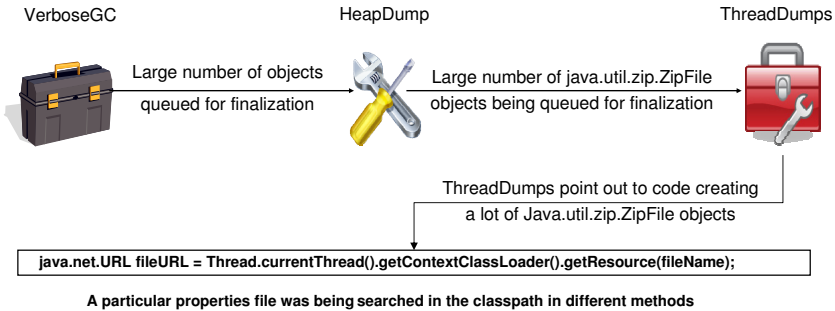 VerboseGC
HeapDump
ThreadDumps
Large number of objects
queued for finalization
Large number of java.util.zip.ZipFile
objects being queued for finalization
ThreadDumps point out to code creating
a lot of Java.util.zip.ZipFile objects
java.net.URL fileURL = Thread.currentThread().getContextClassLoader().getResource(fileName);
A particular properties file was being searched in the classpath in different methods